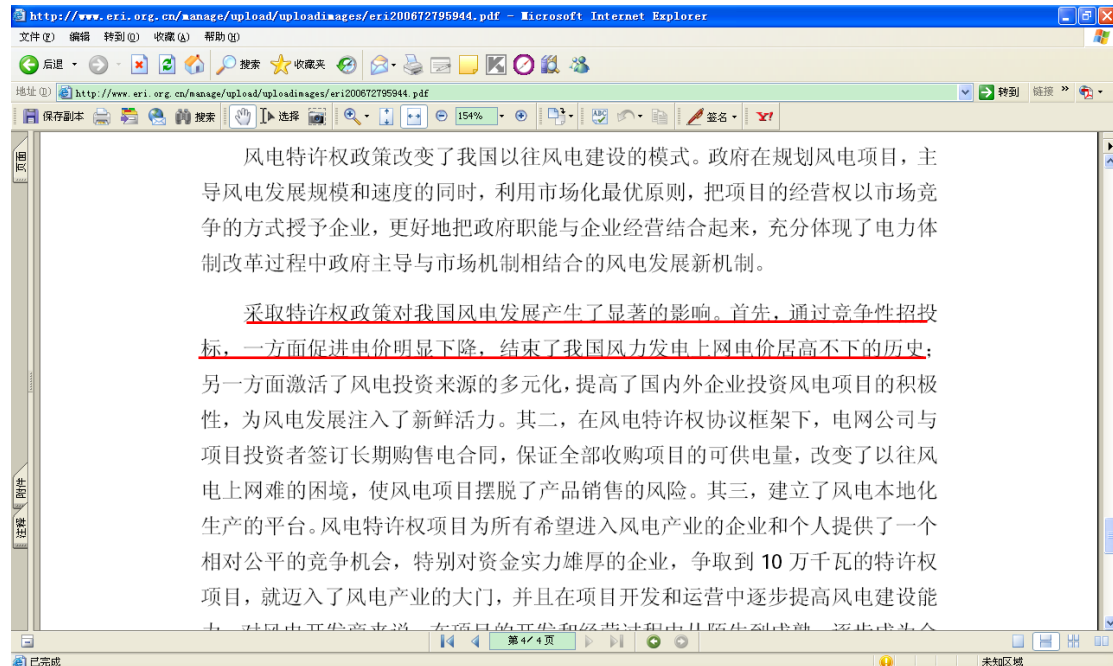 http://www.eri.org.cn/manage/upload/uploadimages/eri200672795944.pdf - Microsoft Internet Explorer
文件(F) 编辑 转到(O) 收藏(A) 帮助(H)
后退 搜索 收藏夹
地址(D) http://www.eri.org.cn/manage/upload/uploadimages/eri200672795944.pdf 转到 链接 »
保存副本 搜索 选择 154% 签名 Y!
书签
风电特许权政策改变了我国以往风电建设的模式。政府在规划风电项目，主
导风电发展规模和速度的同时，利用市场化最优原则，把项目的经营权以市场竞
争的方式授予企业，更好地把政府职能与企业经营结合起来，充分体现了电力体
制改革过程中政府主导与市场机制相结合的风电发展新机制。
采取特许权政策对我国风电发展产生了显著的影响。首先，通过竞争性招投
标，一方面促进电价明显下降，结束了我国风力发电上网电价居高不下的历史；
另一方面激活了风电投资来源的多元化，提高了国内外企业投资风电项目的积极
性，为风电发展注入了新鲜活力。其二，在风电特许权协议框架下，电网公司与
项目投资者签订长期购售电合同，保证全部收购项目的可供电量，改变了以往风
电上网难的困境，使风电项目摆脱了产品销售的风险。其三，建立了风电本地化
生产的平台。风电特许权项目为所有希望进入风电产业的企业和个人提供了一个
相对公平的竞争机会，特别对资金实力雄厚的企业，争取到 10 万千瓦的特许权
项目，就迈入了风电产业的大门，并且在项目开发和运营中逐步提高风电建设能
第 4/ 4 页
已完成 未知区域